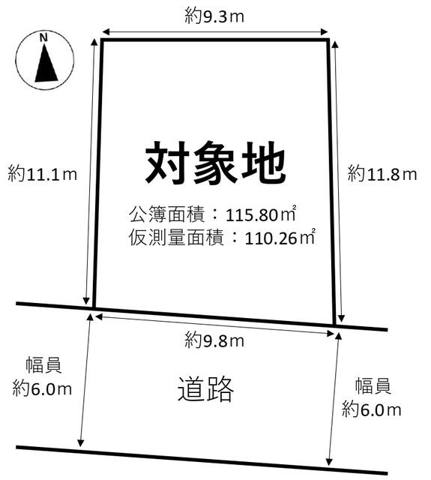 約9.3m
N
約11.1m
約11.8m
対象地
公簿面積：115.80㎡
仮測量面積：110.26㎡
約9.8m
幅員
約6.0m
道路
幅員
約6.0m